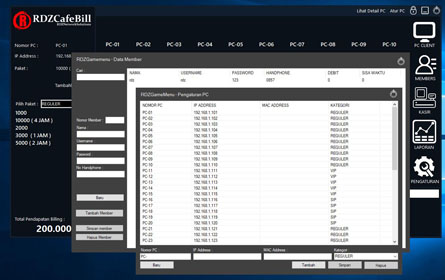 RDZCafeBill
Lihat Detail PC
Atur PC
Nomor PC :
PC-01
PC-01
PC-02
PC-03
PC-04
PC-05
PC-06
PC-07
PC-08
PC-09
PC-10
IP Address :
192.168
Paket :
10000 (
Tambah
Pilih Paket :
REGULER
1000
10000 ( 4 JAM )
2000
3000 ( 1 JAM )
5000 ( 2 JAM )
Total Pendapatan Billing :
200.000
PC CLIENT
MEMBERS
KASIR
LAPORAN
PENGATURAN
RDZGamemenu - Data Member
Cari :
NAMA
USERNAME
PASSWORD
HANDPHONE
DEBIT
SISA WAKTU
nis
nis
123
0857
0
0
Nomor Member
Nama
Username
Password
No Handphone
Baru
Tambah Member
Simpan member
Hapus Member
RDZGameMenu - Pengaturan PC
NOMOR PC
IP ADDRESS
MAC ADDRESS
KATEGORI
PC-01 192.168.1.101 REGULER
PC-02 192.168.1.102 REGULER
PC-03 192.168.1.103 REGULER
PC-04 192.168.1.104 REGULER
PC-05 192.168.1.105 REGULER
PC-06 192.168.1.106 REGULER
PC-07 192.168.1.107 REGULER
PC-08 192.168.1.108 REGULER
PC-09 192.168.1.109 REGULER
PC-10 192.168.1.110 REGULER
PC-11 192.168.1.111 VIP
PC-12 192.168.1.112 VIP
PC-13 192.168.1.113 VIP
PC-14 192.168.1.114 VIP
PC-15 192.168.1.115 VIP
PC-16 192.168.1.116
PC-17 192.168.1.117
PC-18 192.168.1.118
PC-19 192.168.1.119
PC-20 192.168.1.120
PC-21 192.168.1.121 REGULER
PC-22 192.168.1.122 REGULER
PC-23 192.168.1.123 REGULER
Nomor PC
IP Address
MAC Address
Kategori
PC-
REGULER
Baru
Tambah
Simpan
Hapus